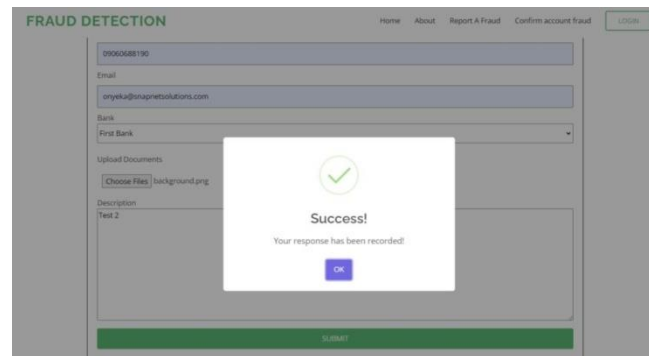 FRAUD DETECTION
Home About Report A Fraud Confirm account fraud LOGIN
09060688190
Email
onyeka@snapnetsolutions.com
Bank
First Bank
Upload Documents
Choose Files background.png
Description
Test 2
Success!
Your response has been recorded!
OK
SUBMIT